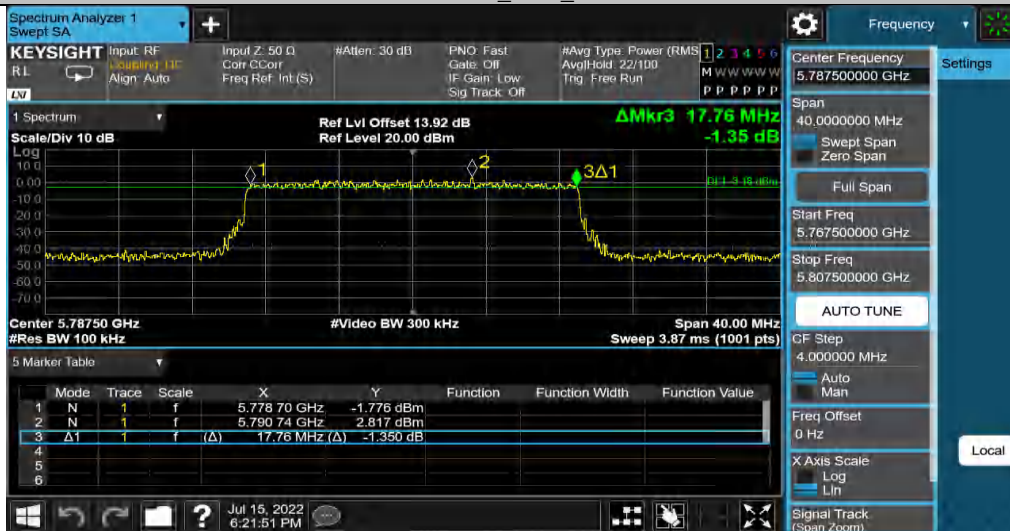 Spectrum Analyzer 1
Swept SA
+
Frequency
KEYSIGHT
RL
LXI
Input: RF
Coupling: DC
Align: Auto
Input Z: 50 Ω
Corr CCorr
Freq Ref: Int (S)
#Atten: 30 dB
PNO: Fast
Gate: Off
IF Gain: Low
Sig Track: Off
#Avg Type: Power (RMS
Avg|Hold: 22/100
Trig: Free Run
1 2 3 4 5 6
M W W W W W
P P P P P P
Settings
Center Frequency
5.787500000 GHz
Span
40.0000000 MHz
Swept Span
Zero Span
Full Span
Start Freq
5.767500000 GHz
Stop Freq
5.807500000 GHz
AUTO TUNE
CF Step
4.000000 MHz
Auto
Man
Freq Offset
0 Hz
X Axis Scale
Log
Lin
Signal Track
(Span Zoom)
Local
1 Spectrum
Scale/Div 10 dB
Ref Lvl Offset 13.92 dB
Ref Level 20.00 dBm
ΔMkr3 17.76 MHz
-1.35 dB
Log
10.0
0.00
-10.0
-20.0
-30.0
-40.0
-50.0
-60.0
-70.0
1
2
3Δ1
DL1 -3.18 dBm
Center 5.78750 GHz
#Res BW 100 kHz
#Video BW 300 kHz
Span 40.00 MHz
Sweep 3.87 ms (1001 pts)
5 Marker Table
Mode Trace Scale X Y Function Function Width Function Value
1 N 1 f 5.778 70 GHz -1.776 dBm
2 N 1 f 5.790 74 GHz 2.817 dBm
3 Δ1 1 f (Δ) 17.76 MHz (Δ) -1.350 dB
4
5
6
?
Jul 15, 2022
6:21:51 PM